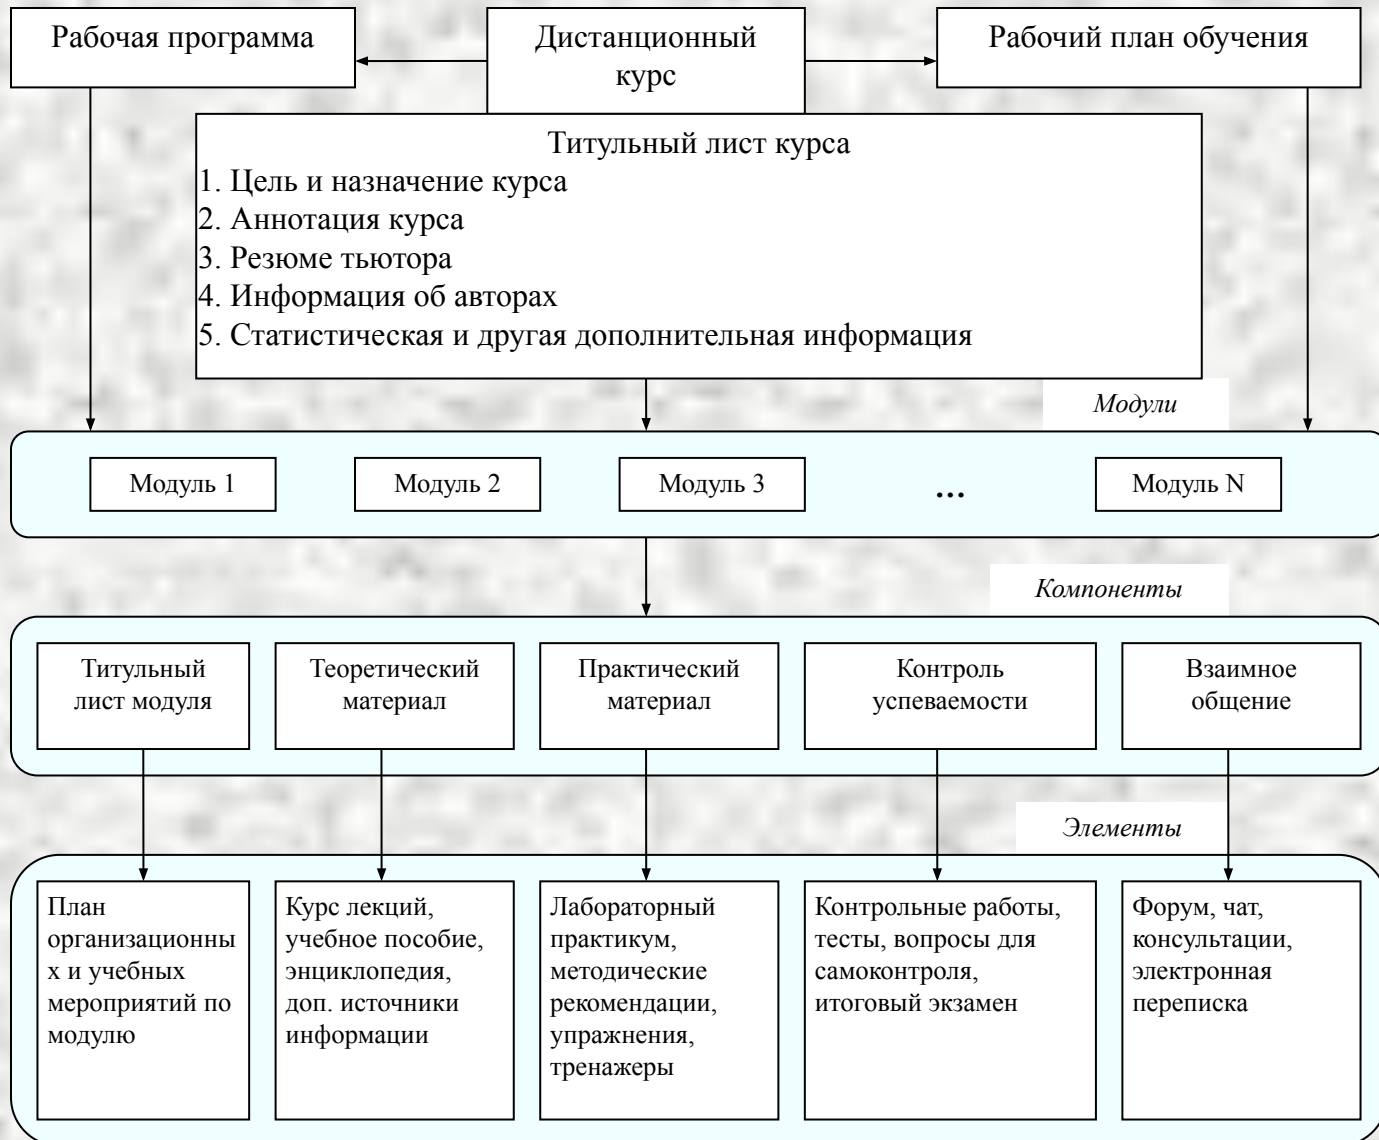 Рабочая программа
Дистанционный
курс
Рабочий план обучения
Титульный лист курса
1. Цель и назначение курса
2. Аннотация курса
3. Резюме тьютора
4. Информация об авторах
5. Статистическая и другая дополнительная информация
Модули
Модуль 1
Модуль 2
Модуль 3
...
Модуль N
Компоненты
Титульный
лист модуля
Теоретический
материал
Практический
материал
Контроль
успеваемости
Взаимное
общение
Элементы
План
организационны
х и учебных
мероприятий по
модулю
Курс лекций,
учебное пособие,
энциклопедия,
доп. источники
информации
Лабораторный
практикум,
методические
рекомендации,
упражнения,
тренажеры
Контрольные работы,
тесты, вопросы для
самоконтроля,
итоговый экзамен
Форум, чат,
консультации,
электронная
переписка